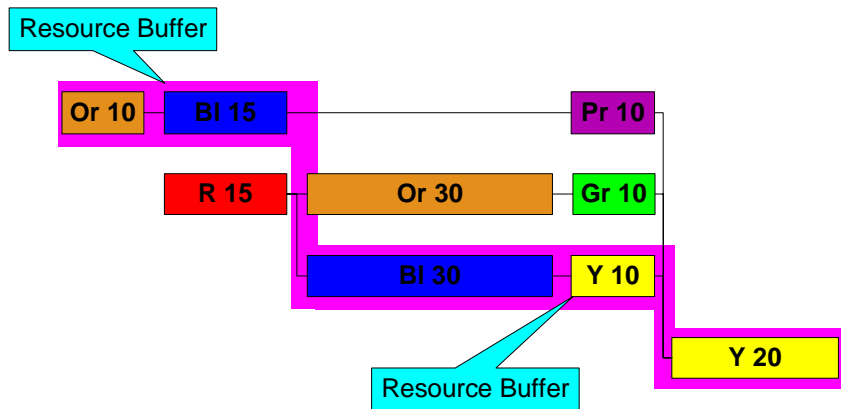 Resource Buffer
Or 10
Bl 15
Pr 10
R 15
Or 30
Gr 10
Bl 30
Y 10
Y 20
Resource Buffer